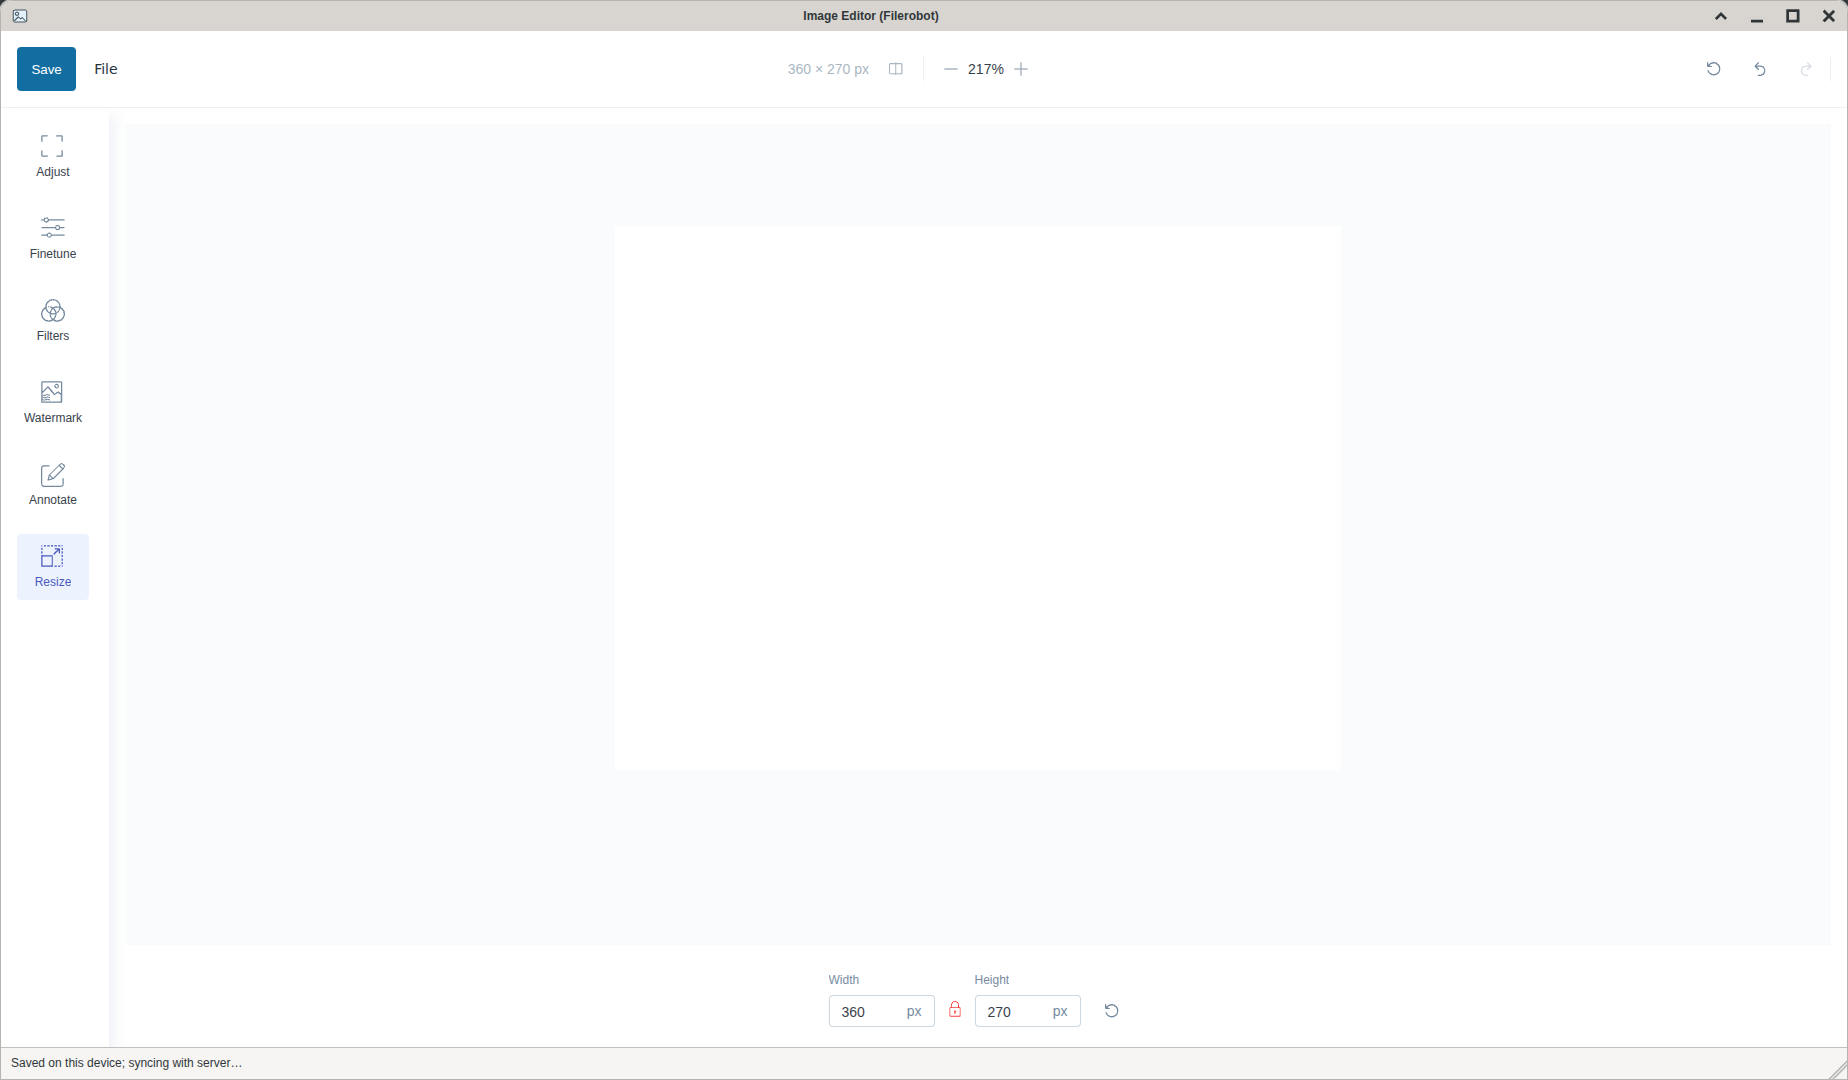 Image Editor (Filerobot)
Save
File
360 × 270 px
217%
Adjust
Finetune
Filters
Watermark
Annotate
Resize
Width
Height
360 px
270 px
Saved on this device; syncing with server…